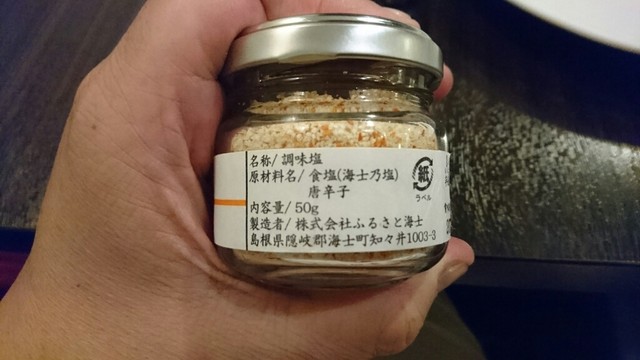 名称/調味塩
原材料名/食塩(海士乃塩)
唐辛子
内容量/50g
製造者/株式会社ふるさと海士
島根県隠岐郡海士町知々井1003-3
紙
ラベル